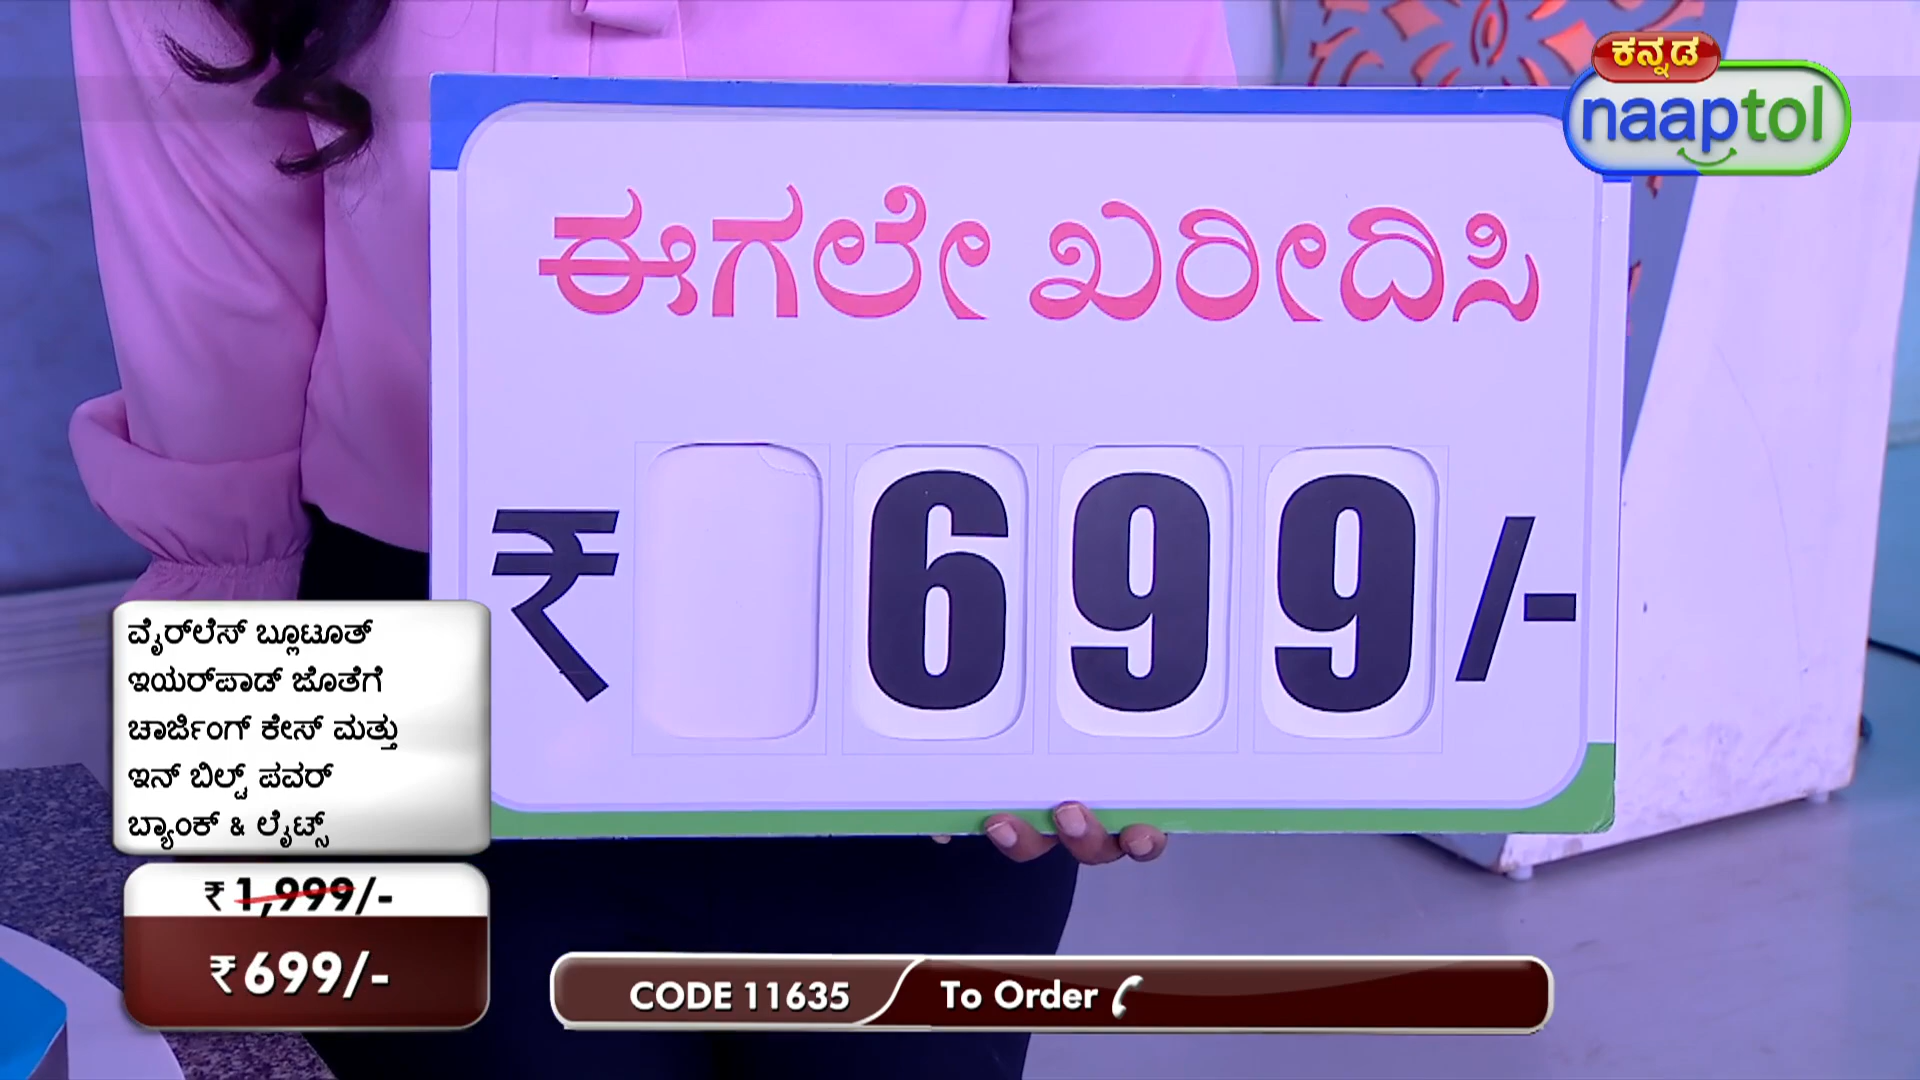 ಕನ್ನಡ
naaptol
ಈಗಲೇ ಖರೀದಿಸಿ
₹ 699/-
ವೈರ್‌ಲೆಸ್ ಬ್ಲೂಟೂತ್
ಇಯರ್‌ಪಾಡ್ ಜೊತೆಗೆ
ಚಾರ್ಜಿಂಗ್ ಕೇಸ್ ಮತ್ತು
ಇನ್ ಬಿಲ್ಟ್ ಪವರ್
ಬ್ಯಾಂಕ್ & ಲೈಟ್ಸ್
₹ 1,999/-
₹ 699/-
CODE 11635 To Order